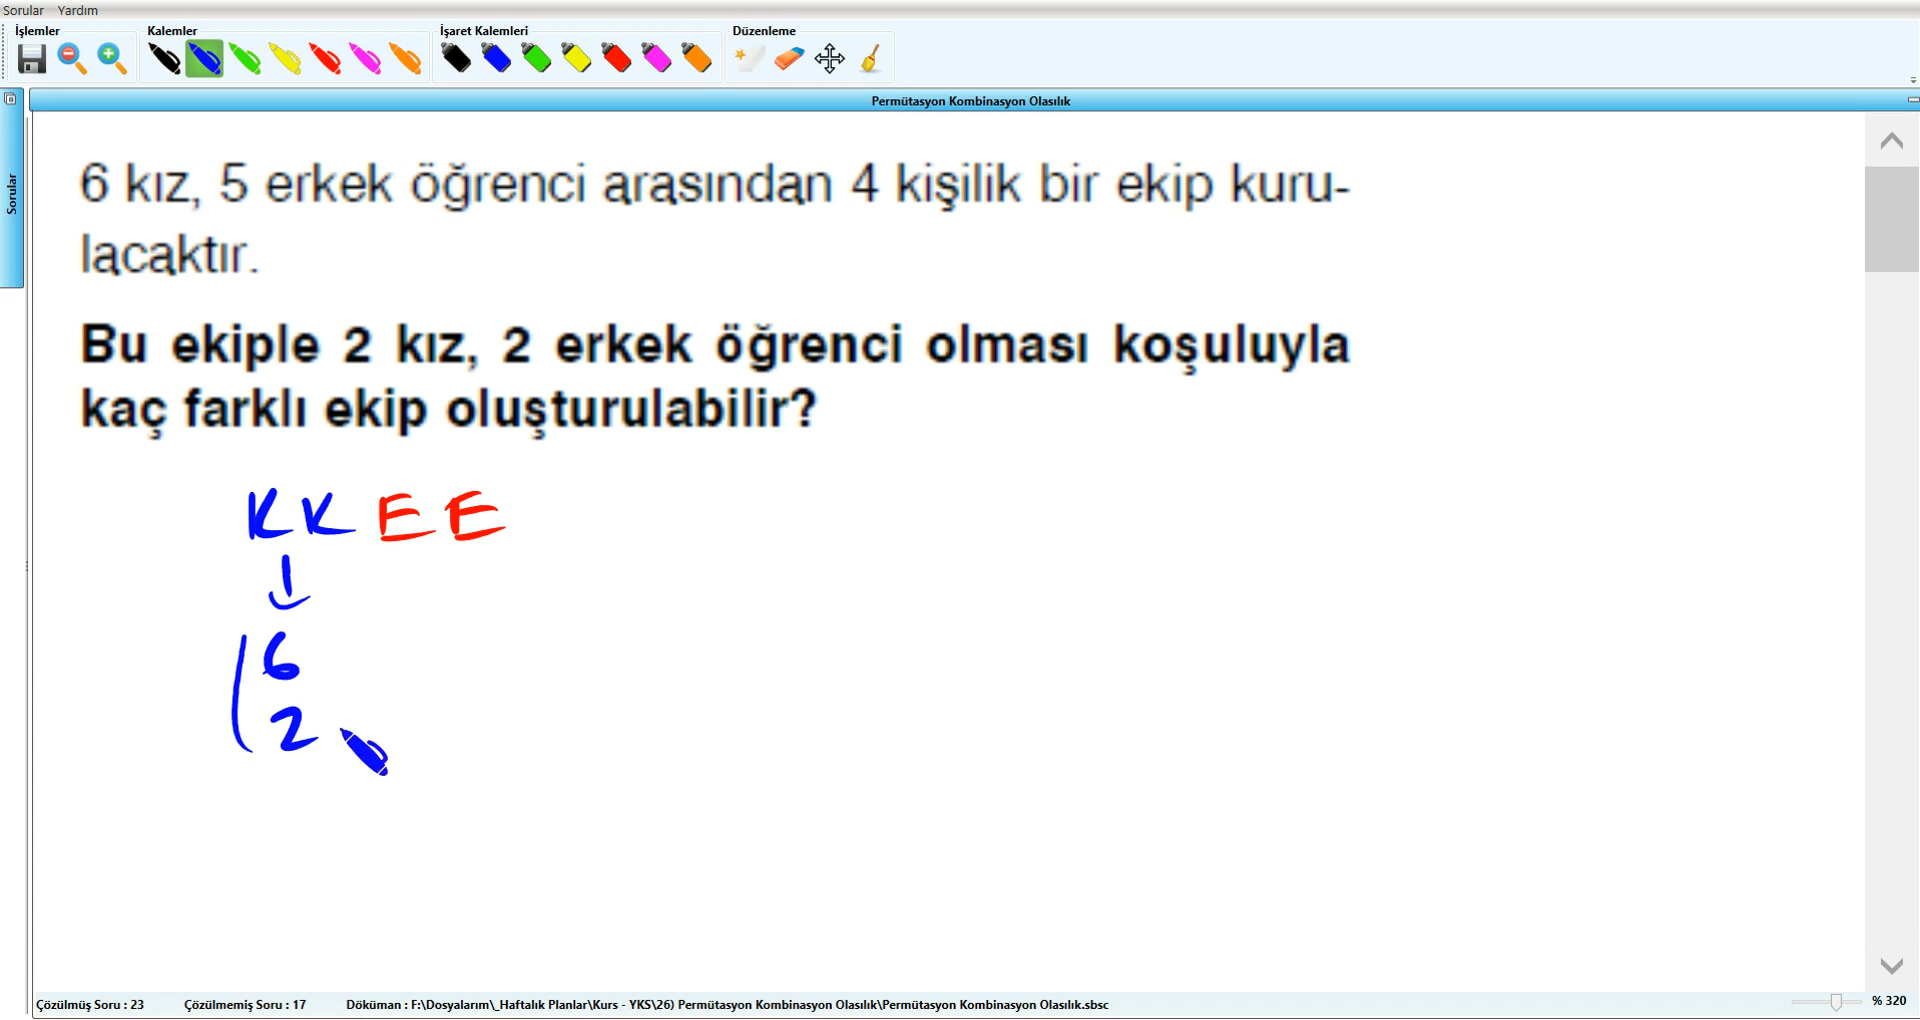 Sorular Yardım
İşlemler Kalemler İşaret Kalemleri Düzenleme
Permütasyon Kombinasyon Olasılık
Sorular
6 kız, 5 erkek öğrenci arasından 4 kişilik bir ekip kuru-
lacaktır.
Bu ekiple 2 kız, 2 erkek öğrenci olması koşuluyla
kaç farklı ekip oluşturulabilir?
K K E E
( 6
2
Çözülmüş Soru : 23 Çözülmemiş Soru : 17 Döküman : F:\Dosyalarım\_Haftalık Planlar\Kurs - YKS\26) Permütasyon Kombinasyon Olasılık\Permütasyon Kombinasyon Olasılık.sbsc % 320